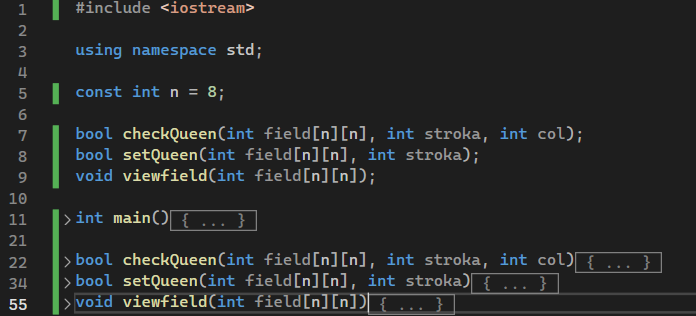 1 #include <iostream>
2
3 using namespace std;
4
5 const int n = 8;
6
7 bool checkQueen(int field[n][n], int stroka, int col);
8 bool setQueen(int field[n][n], int stroka);
9 void viewfield(int field[n][n]);
10
11 int main(){ ... }
21
22 bool checkQueen(int field[n][n], int stroka, int col){ ... }
34 bool setQueen(int field[n][n], int stroka){ ... }
55 void viewfield(int field[n][n]){ ... }